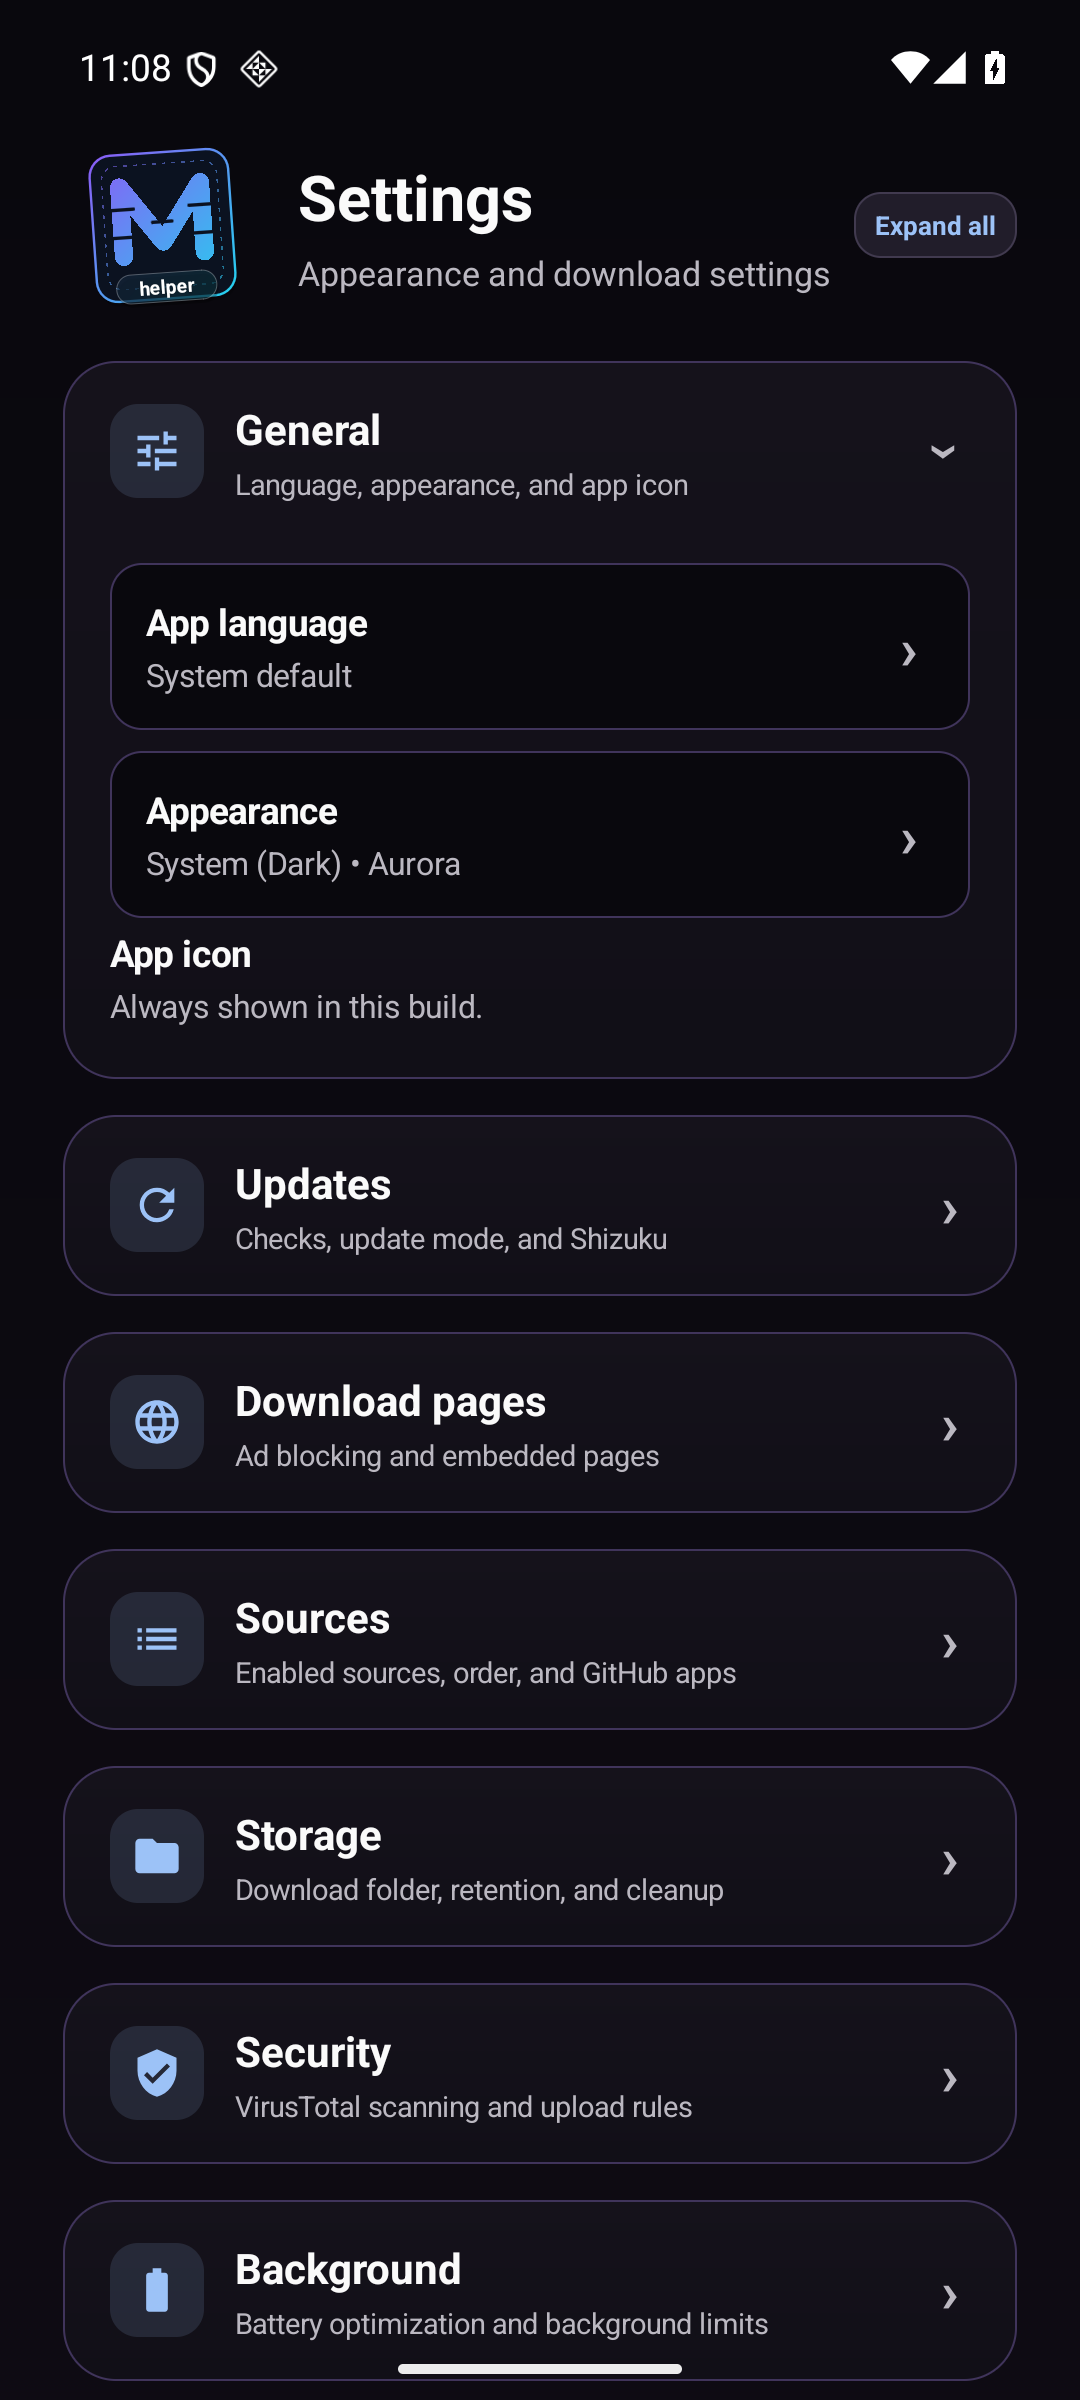 11:08
helper
Settings
Appearance and download settings
Expand all
General
Language, appearance, and app icon
App language
System default
Appearance
System (Dark) • Aurora
App icon
Always shown in this build.
Updates
Checks, update mode, and Shizuku
Download pages
Ad blocking and embedded pages
Sources
Enabled sources, order, and GitHub apps
Storage
Download folder, retention, and cleanup
Security
VirusTotal scanning and upload rules
Background
Battery optimization and background limits